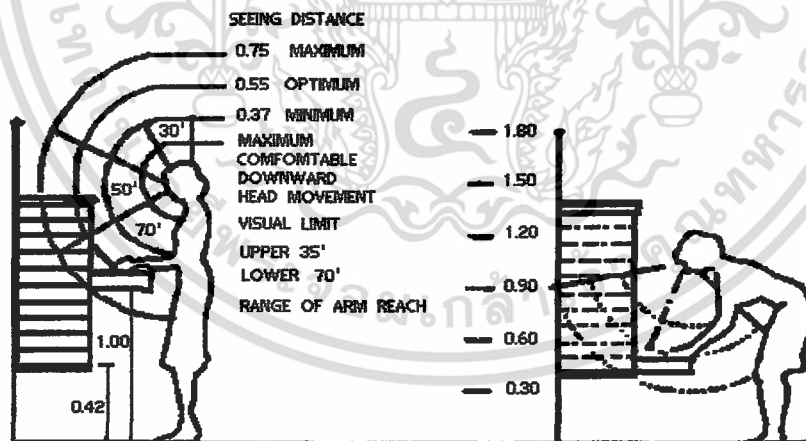 SEEING DISTANCE
0.75 MAXIMUM
0.55 OPTIMUM
0.37 MINIMUM
30'
MAXIMUM
COMFOMTABLE
DOWNWARD
HEAD MOVEMENT
50'
70'
VISUAL LIMIT
UPPER 35'
LOWER 70'
RANGE OF ARM REACH
1.00
0.42
1.80
1.50
1.20
0.90
0.60
0.30